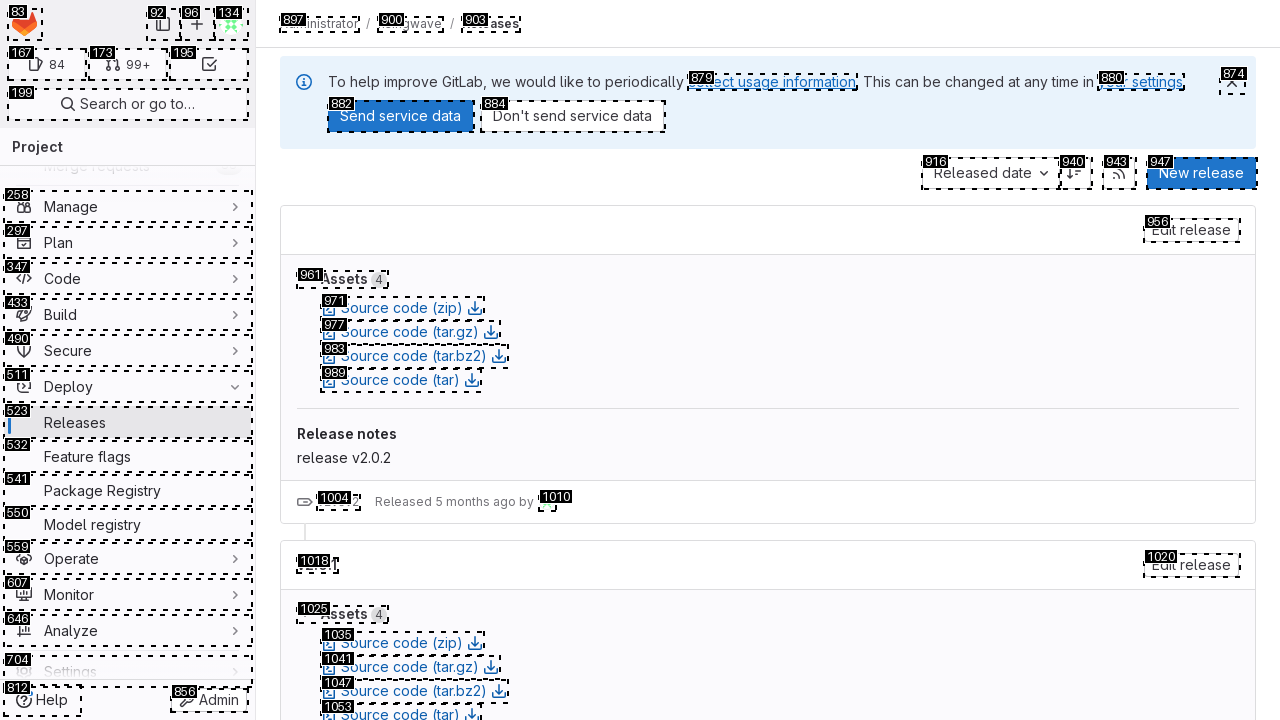 83
92
96
134
897
Administrator /
900
/
903
167
84
173
99+
195
199
Search or go to…
To help improve GitLab, we would like to periodically
879
collect usage information. This can be changed at any time in
880
your settings.
874
882
Send service data
884
Don't send service data
Project
Merge requests
916
Released date
940
943
947
New release
258
Manage
297
Plan
347
Code
433
Build
490
Secure
511
Deploy
523
Releases
532
Feature flags
541
Package Registry
550
Model registry
559
Operate
607
Monitor
646
Analyze
704
Settings
812
Help
856
Admin
956
Edit release
961
Assets 4
971
Source code (zip)
977
Source code (tar.gz)
983
Source code (tar.bz2)
989
Source code (tar)
Release notes
release v2.0.2
1004
Released 5 months ago by
1010
1018
1020
Edit release
1025
Assets 4
1035
Source code (zip)
1041
Source code (tar.gz)
1047
Source code (tar.bz2)
1053
Source code (tar)